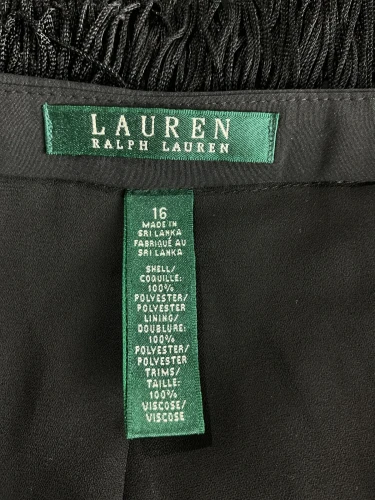 LAUREN
RALPH LAUREN
16
MADE IN
SRI LANKA
FABRIQUÉ AU
SRI LANKA
SHELL/
COQUILLE:
100%
POLYESTER/
POLYESTER
LINING/
DOUBLURE:
100%
POLYESTER/
POLYESTER
TRIMS/
TAILLE:
100%
VISCOSE/
VISCOSE